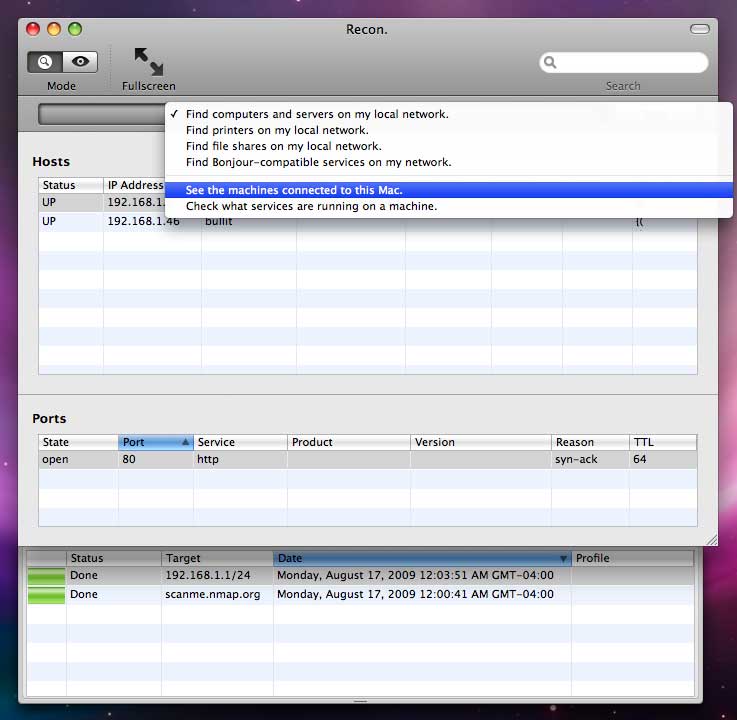 Recon.
Mode
Fullscreen
Search
✓ Find computers and servers on my local network.
Find printers on my local network.
Find file shares on my local network.
Find Bonjour-compatible services on my network.
See the machines connected to this Mac.
Check what services are running on a machine.
Hosts
Status IP Address
UP 192.168.1.
UP 192.168.1.46 bullit {(
Ports
State Port Service Product Version Reason TTL
open 80 http syn-ack 64
Status Target Date Profile
Done 192.168.1.1/24 Monday, August 17, 2009 12:03:51 AM GMT-04:00
Done scanme.nmap.org Monday, August 17, 2009 12:00:41 AM GMT-04:00